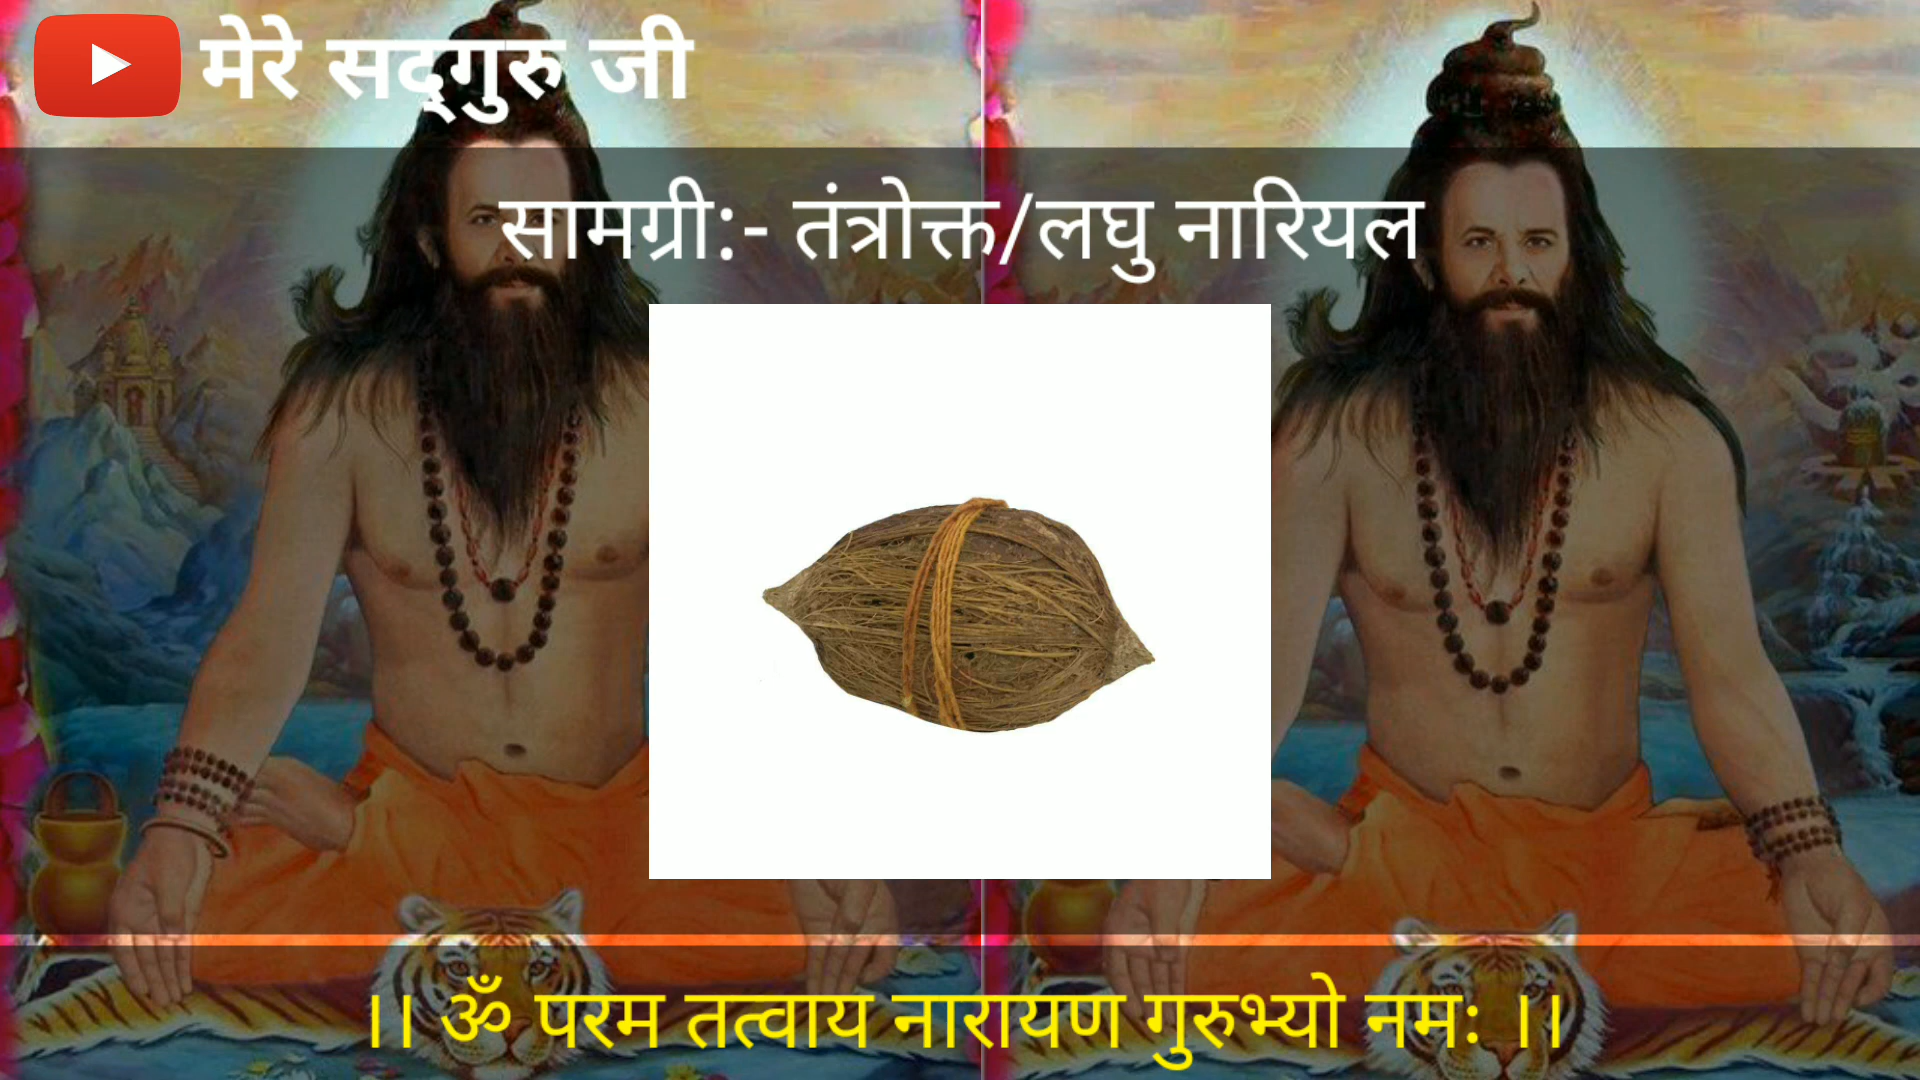 मेरे सद्गुरु जी
सामग्री:- तंत्रोक्त/लघु नारियल
।। ॐ परम तत्वाय नारायण गुरुभ्यो नमः ।।